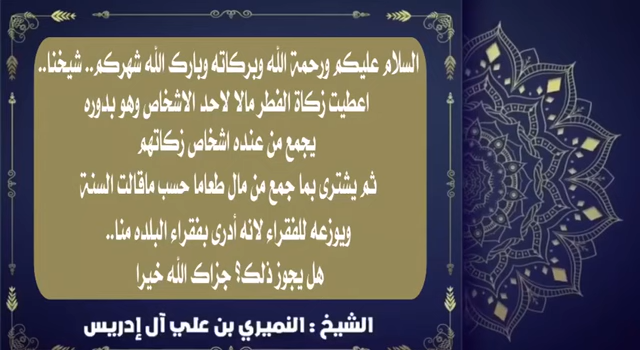 السلام عليكم ورحمة الله وبركاته وبارك الله شهركم.. شيخنا..
اعطيت زكاة الفطر مالا لاحد الاشخاص وهو بدوره
يجمع من عنده اشخاص زكاتهم
ثم يشترى بما جمع من مال طعاما حسب ماقالت السنة
ويوزعه للفقراء لانه أدرى بفقراء البلده منا..
هل يجوز ذلك؟ جزاك الله خيرا
الشيخ : النميري بن علي آل إدريس